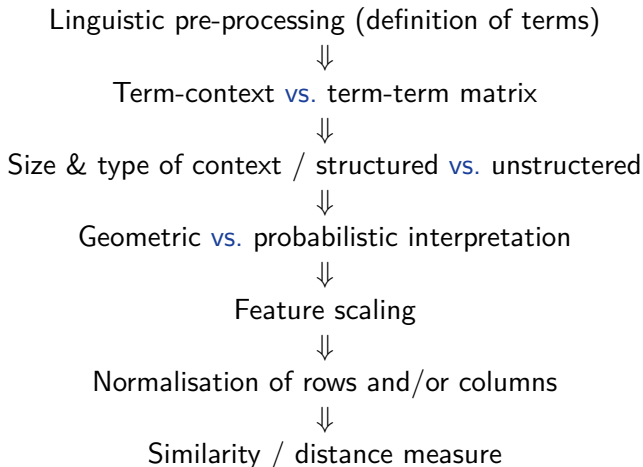 Linguistic pre-processing (definition of terms)
⇓
Term-context vs. term-term matrix
⇓
Size & type of context / structured vs. unstructered
⇓
Geometric vs. probabilistic interpretation
⇓
Feature scaling
⇓
Normalisation of rows and/or columns
⇓
Similarity / distance measure